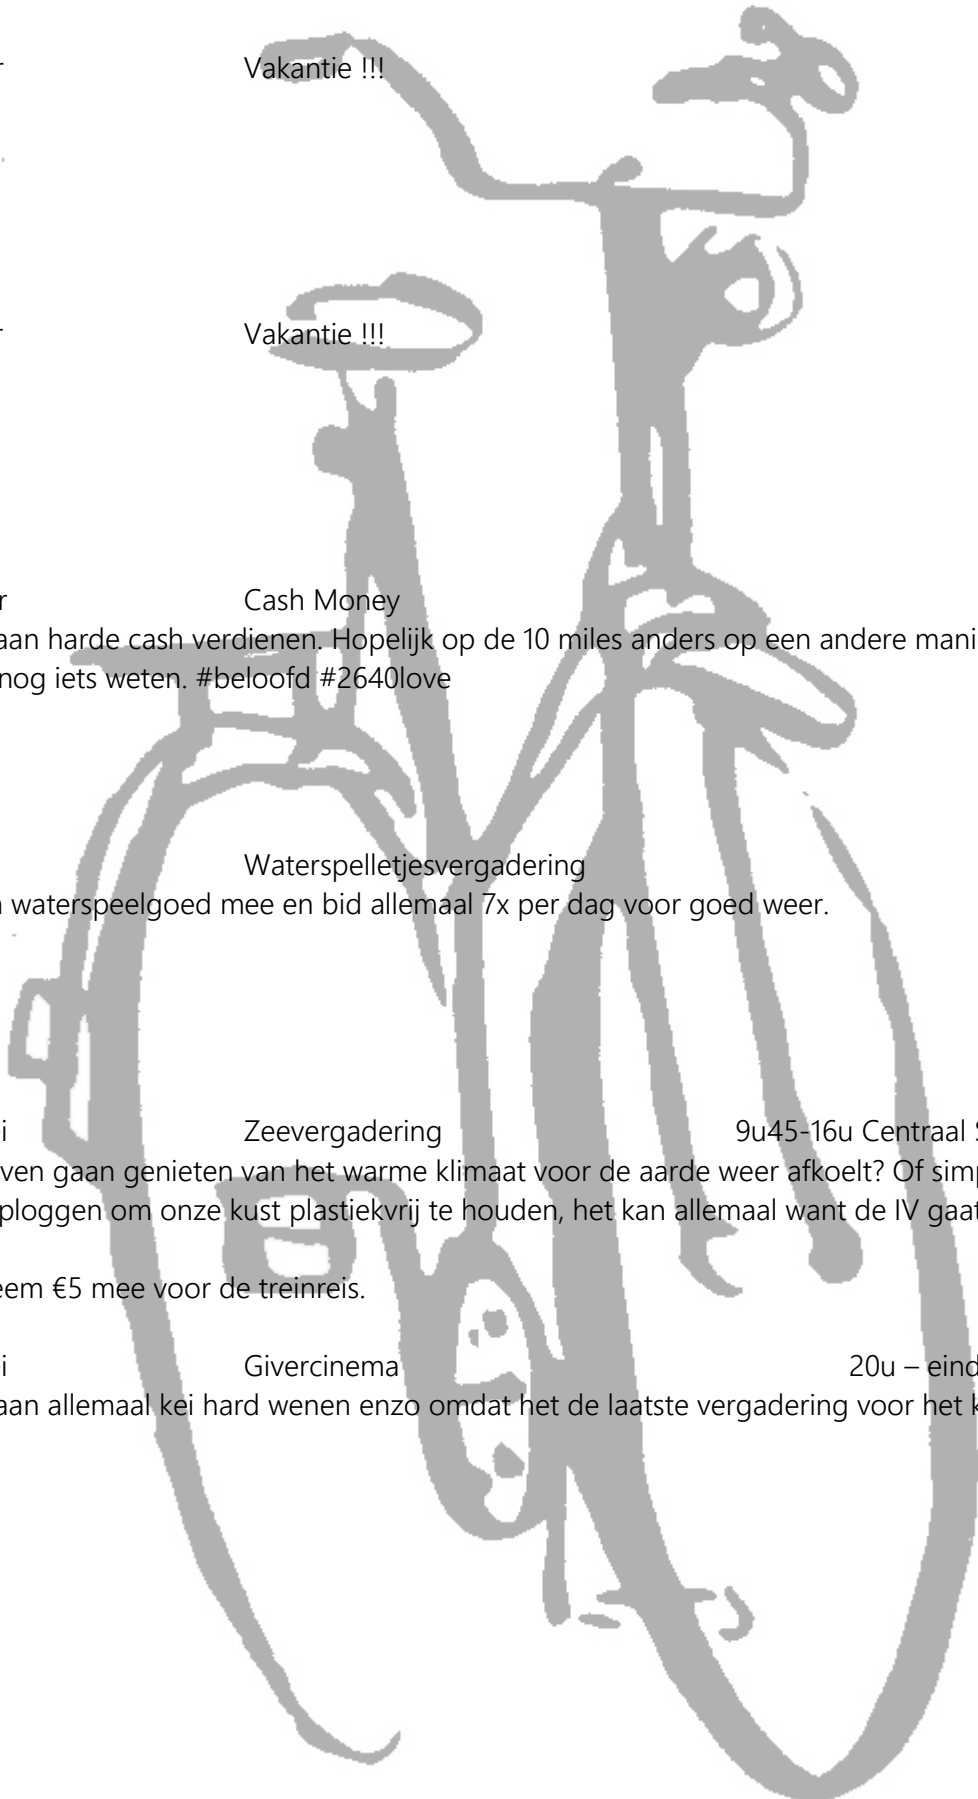 r Vakantie !!!
r Vakantie !!!
r Cash Money
aan harde cash verdienen. Hopelijk op de 10 miles anders op een andere mani
nog iets weten. #beloofd #2640love
Waterspelletjesvergadering
waterspeelgoed mee en bid allemaal 7x per dag voor goed weer.
i Zeevergadering 9u45-16u Centraal S
ven gaan genieten van het warme klimaat voor de aarde weer afkoelt? Of simp
ploggen om onze kust plastiekvrij te houden, het kan allemaal want de IV gaat
eem €5 mee voor de treinreis.
i Givercinema 20u – eind
aan allemaal kei hard wenen enzo omdat het de laatste vergadering voor het k